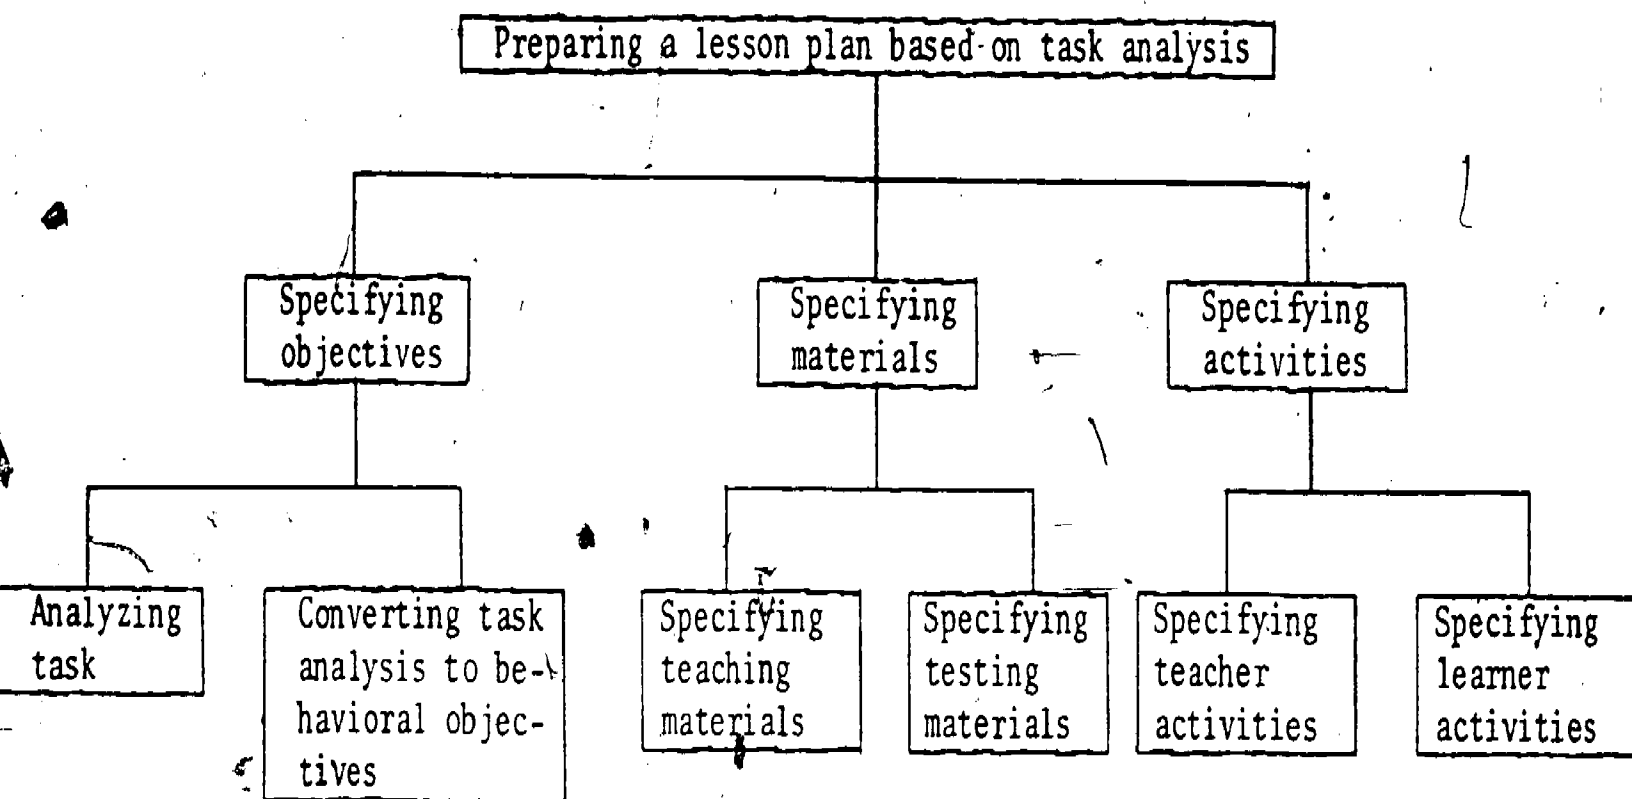 Preparing a lesson plan based on task analysis
Specifying
objectives
Specifying
materials
Specifying
activities
Analyzing
task
Converting task
analysis to be-
havioral objec-
tives
Specifying
teaching
materials
Specifying
testing
materials
Specifying
teacher
activities
Specifying
learner
activities